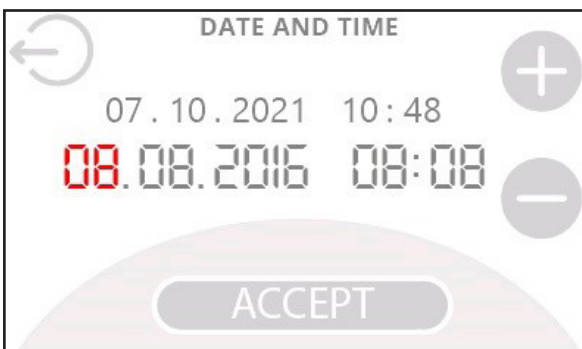 DATE AND TIME
07 . 10 . 2021 10 : 48
08.08.2016 08:08
ACCEPT